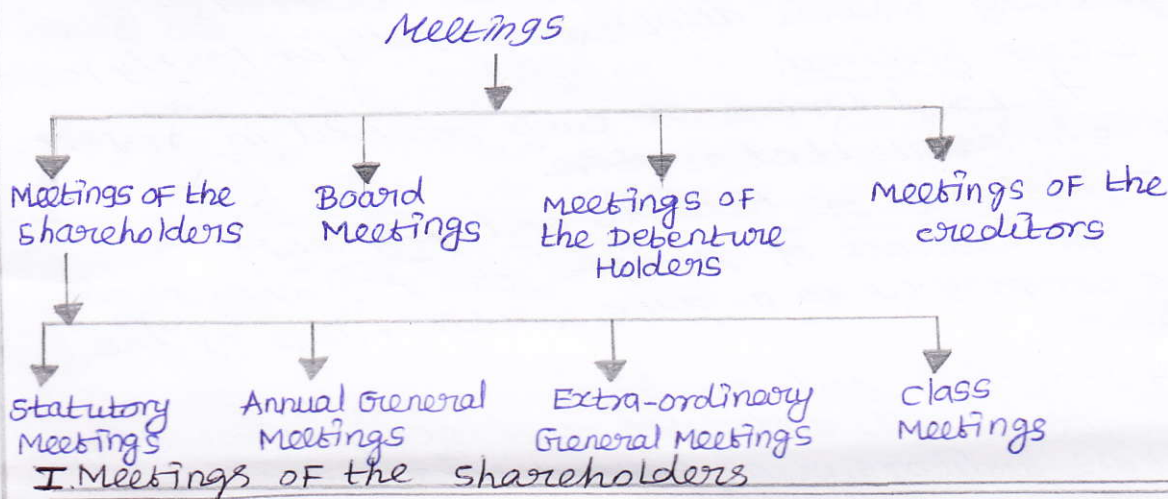 Meetings
Meetings of the
shareholders
Board
Meetings
Meetings of
the Debenture
Holders
Meetings of the
creditors
Statutory
Meetings
Annual General
Meetings
Extra-ordinary
General Meetings
class
Meetings
I. Meetings of the shareholders